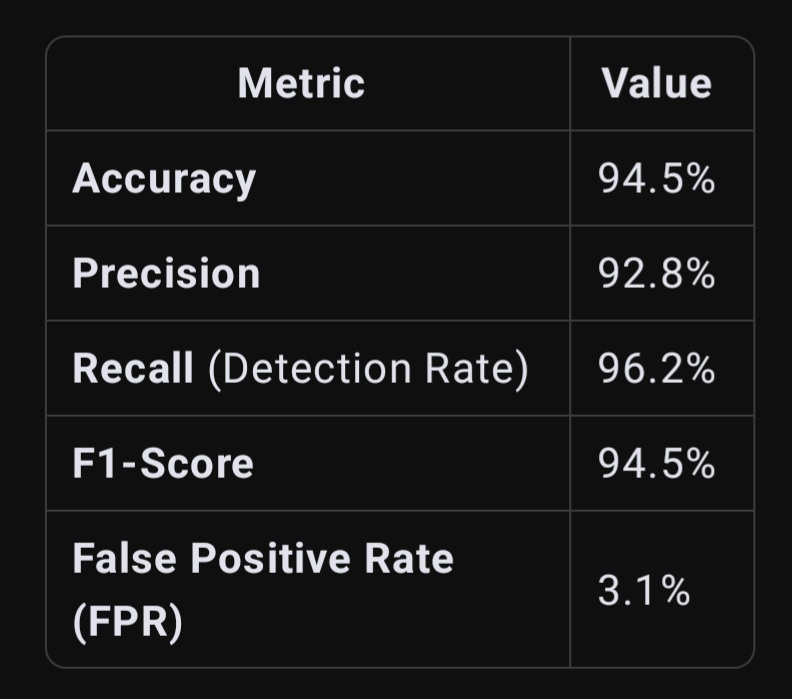 Metric Value
Accuracy 94.5%
Precision 92.8%
Recall (Detection Rate) 96.2%
F1-Score 94.5%
False Positive Rate
(FPR) 3.1%